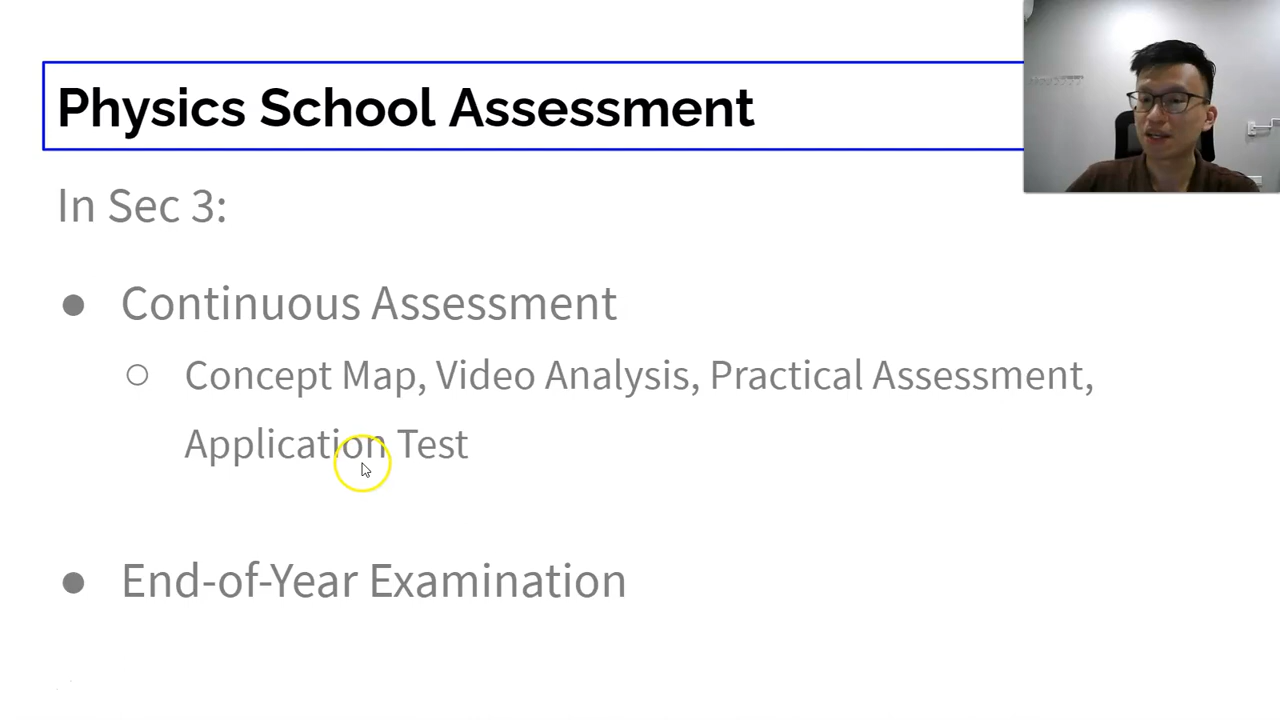 Physics School Assessment
In Sec 3:
● Continuous Assessment
○ Concept Map, Video Analysis, Practical Assessment,
Application Test
● End-of-Year Examination